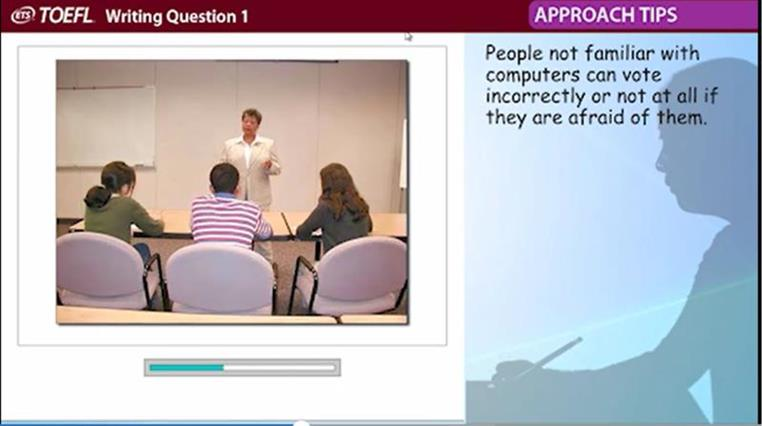 ETS TOEFL Writing Question 1
APPROACH TIPS
People not familiar with
computers can vote
incorrectly or not at all if
they are afraid of them.